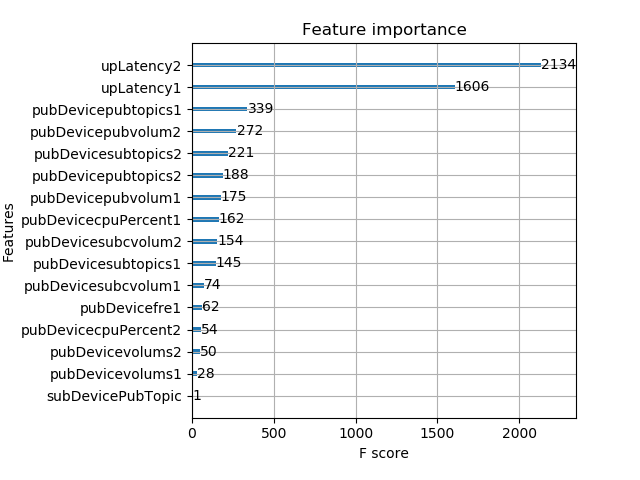 Feature importance
upLatency2 2134
upLatency1 1606
pubDevicepubtopics1 339
pubDevicepubvolum2 272
pubDevicesubtopics2 221
pubDevicepubtopics2 188
pubDevicepubvolum1 175
pubDevicecpuPercent1 162
pubDevicesubcvolum2 154
pubDevicesubtopics1 145
pubDevicesubcvolum1 74
pubDevicefre1 62
pubDevicecpuPercent2 54
pubDevicevolums2 50
pubDevicevolums1 28
subDevicePubTopic 1
Features
0 500 1000 1500 2000
F score